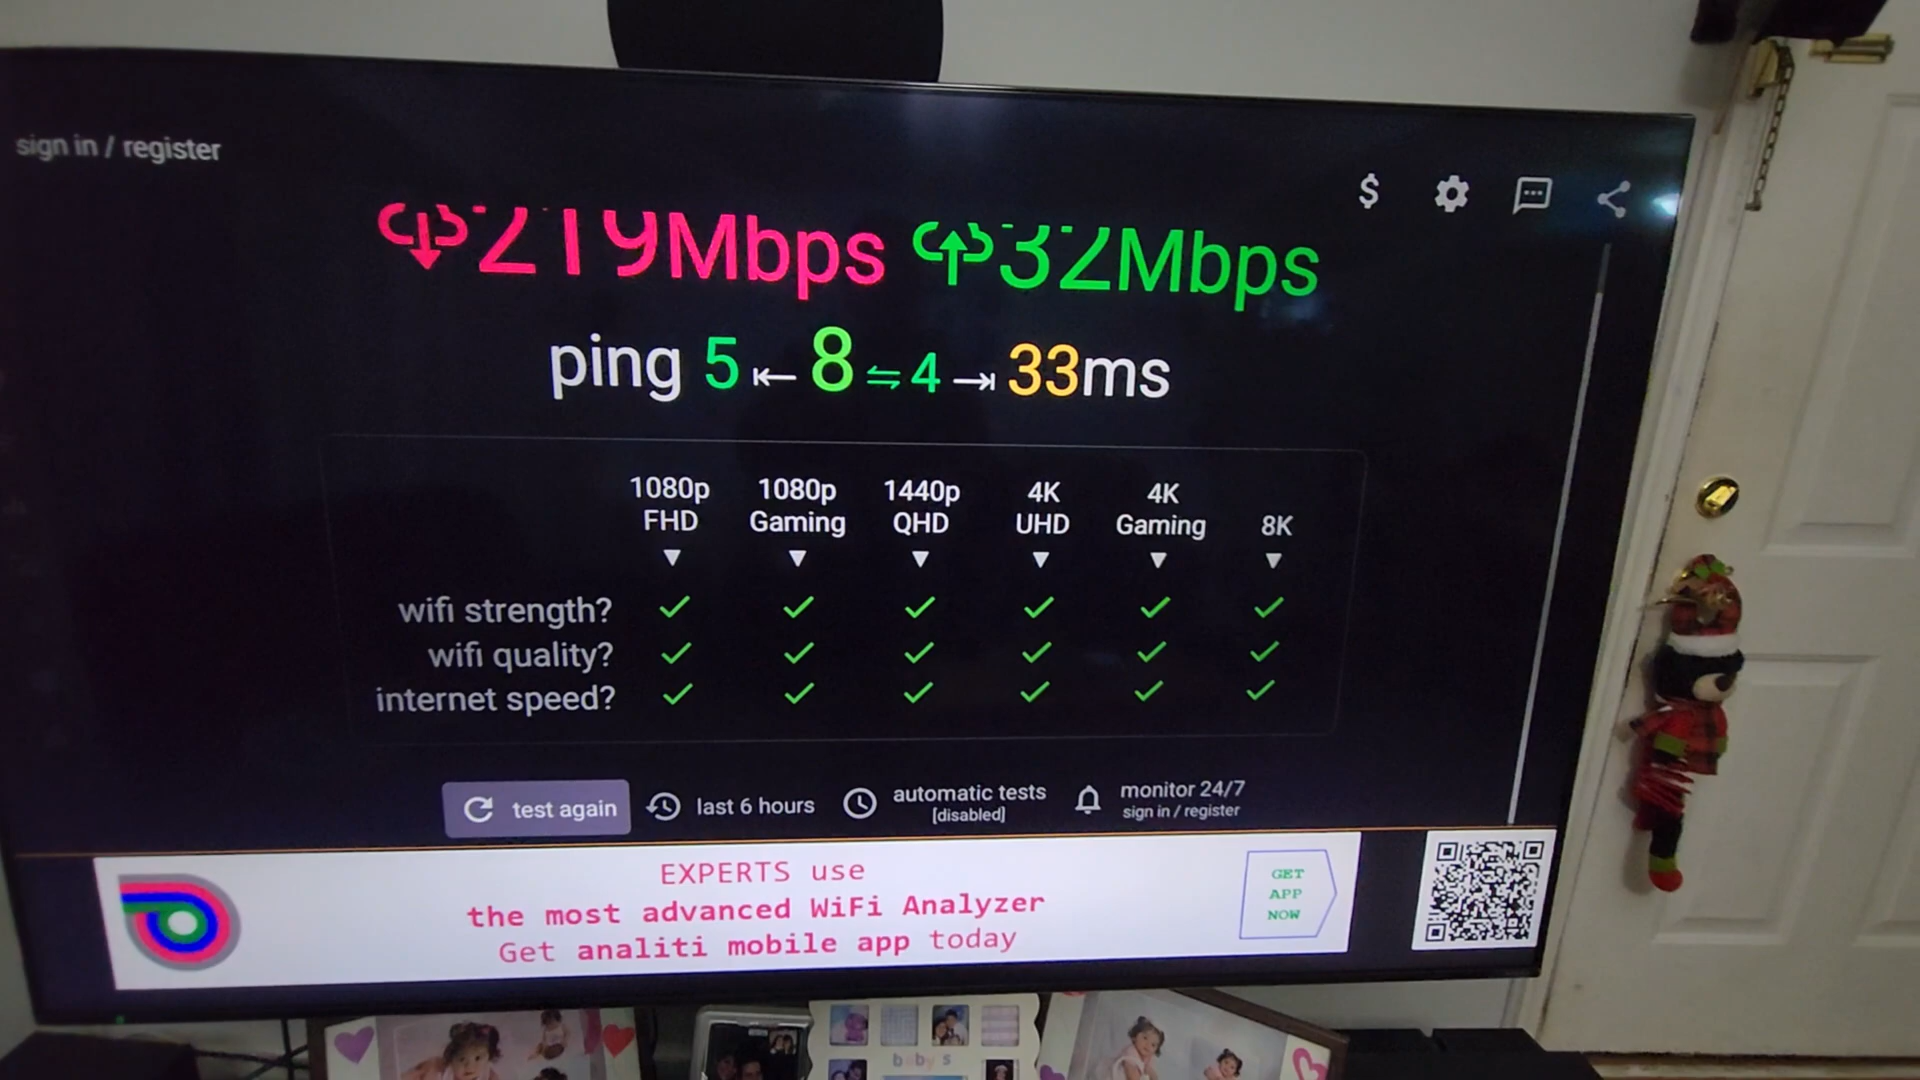 sign in / register
219Mbps 32Mbps
ping 5 8 4 33ms
1080p FHD 1080p Gaming 1440p QHD 4K UHD 4K Gaming 8K
wifi strength?
wifi quality?
internet speed?
test again last 6 hours automatic tests [disabled] monitor 24/7 sign in / register
EXPERTS use
the most advanced WiFi Analyzer
Get analiti mobile app today
GET
APP
NOW
baby's